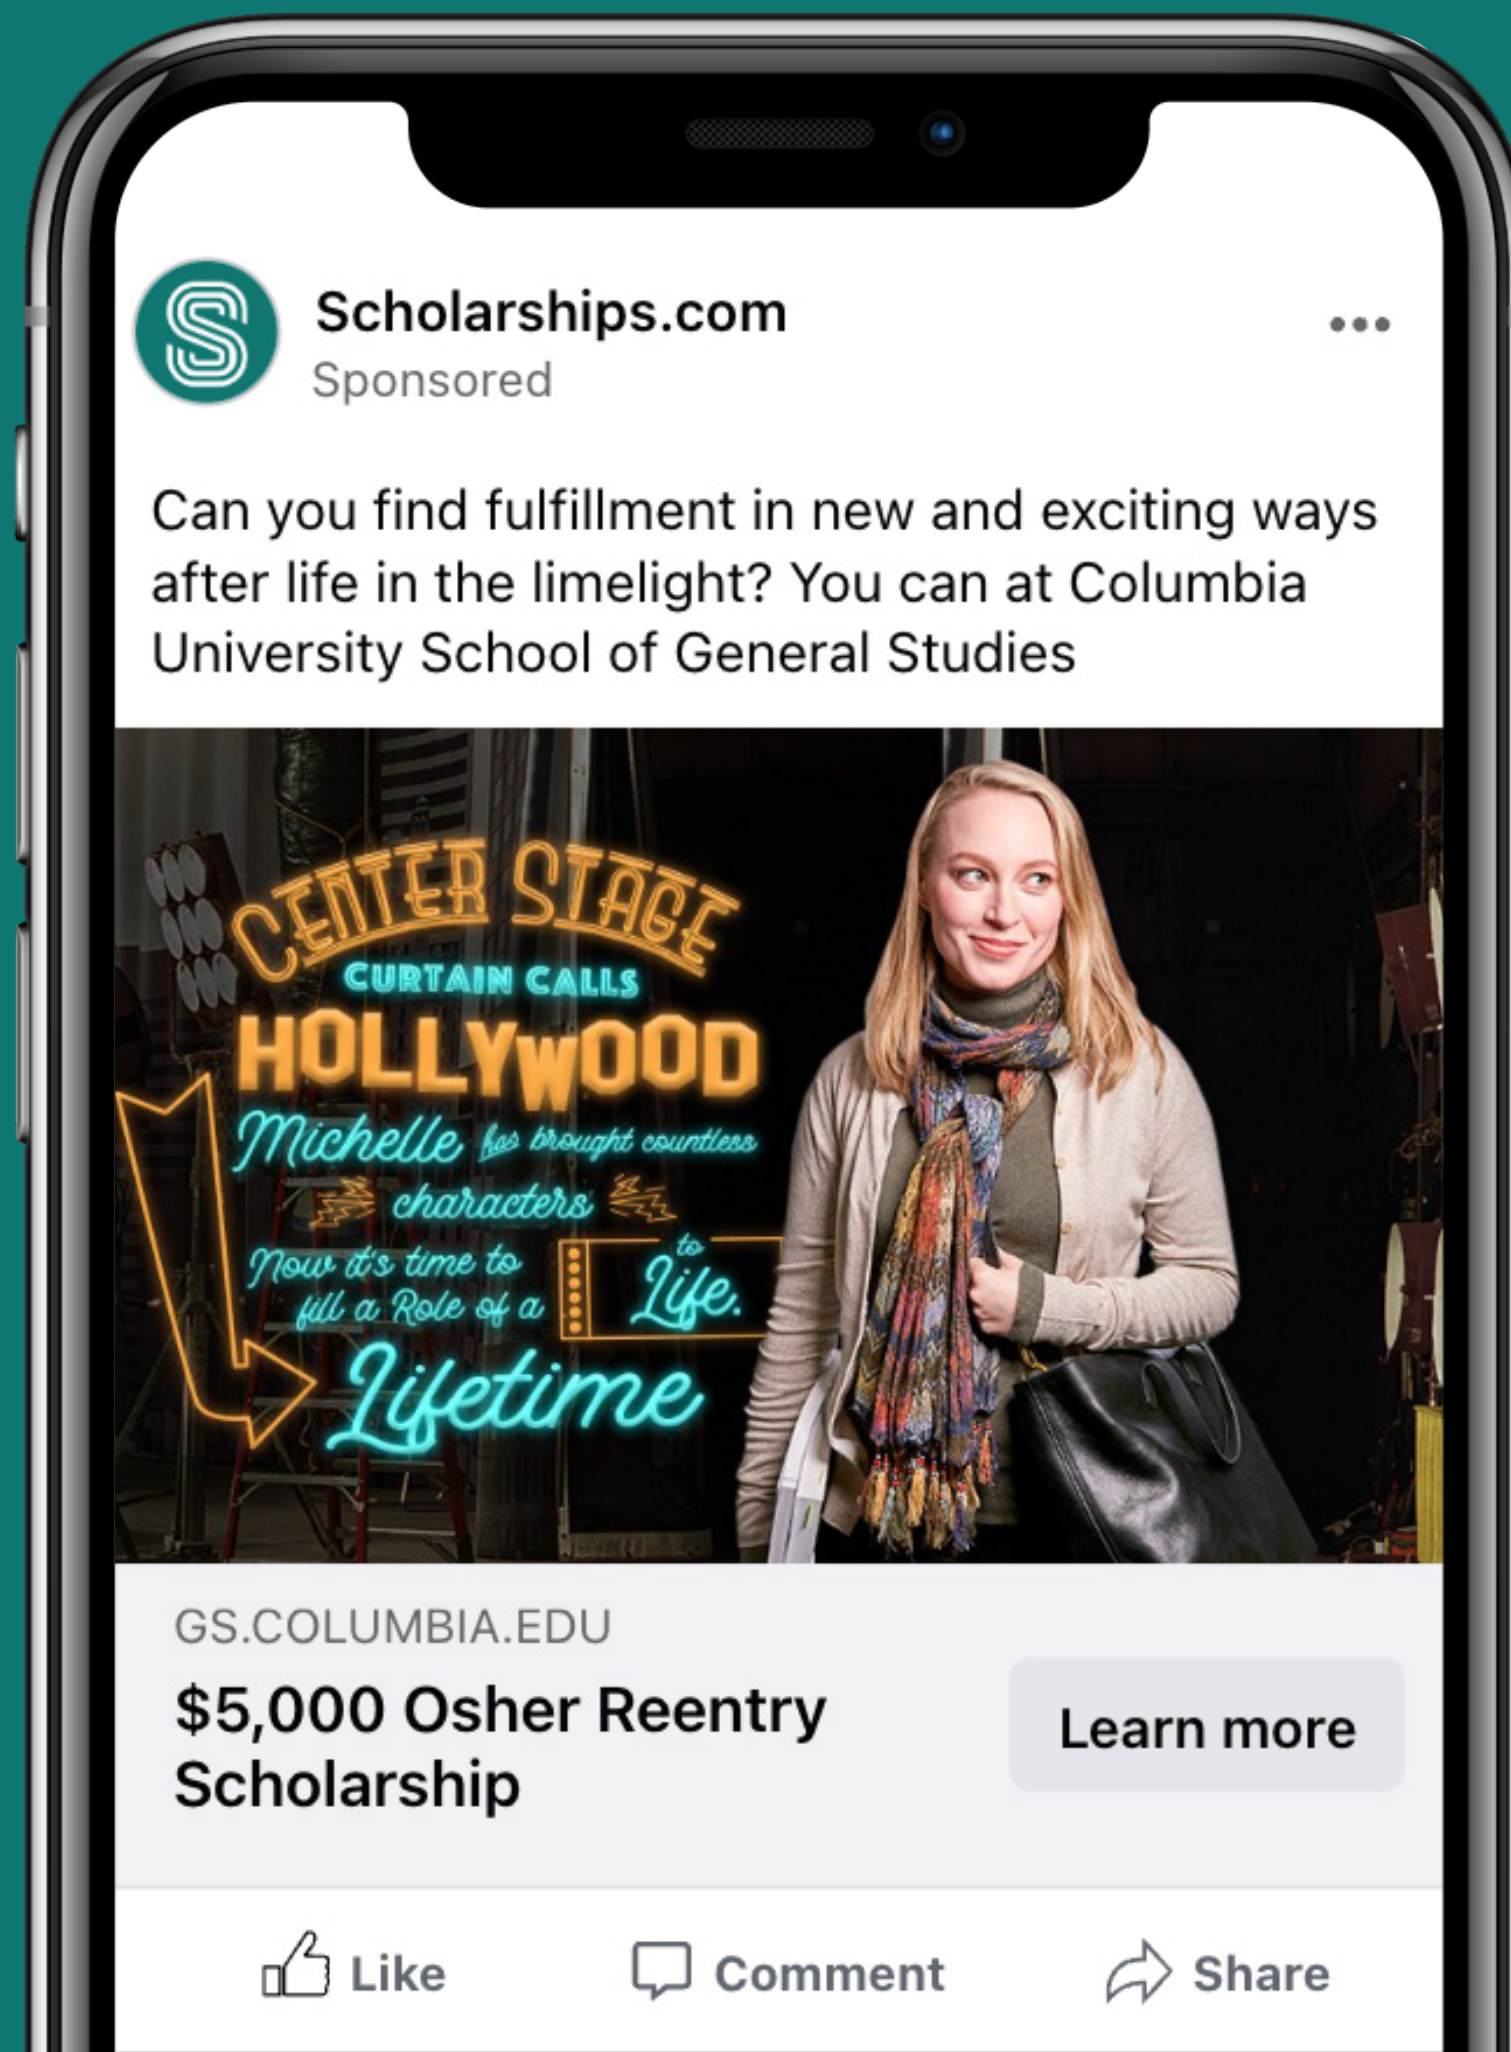 S
Scholarships.com
Sponsored
Can you find fulfillment in new and exciting ways
after life in the limelight? You can at Columbia
University School of General Studies
CENTER STAGE
CURTAIN CALLS
HOLLYWOOD
Michelle has brought countless
characters
to
Life.
Now it's time to
fill a Role of a
Lifetime
GS.COLUMBIA.EDU
$5,000 Osher Reentry
Scholarship
Learn more
Like
Comment
Share